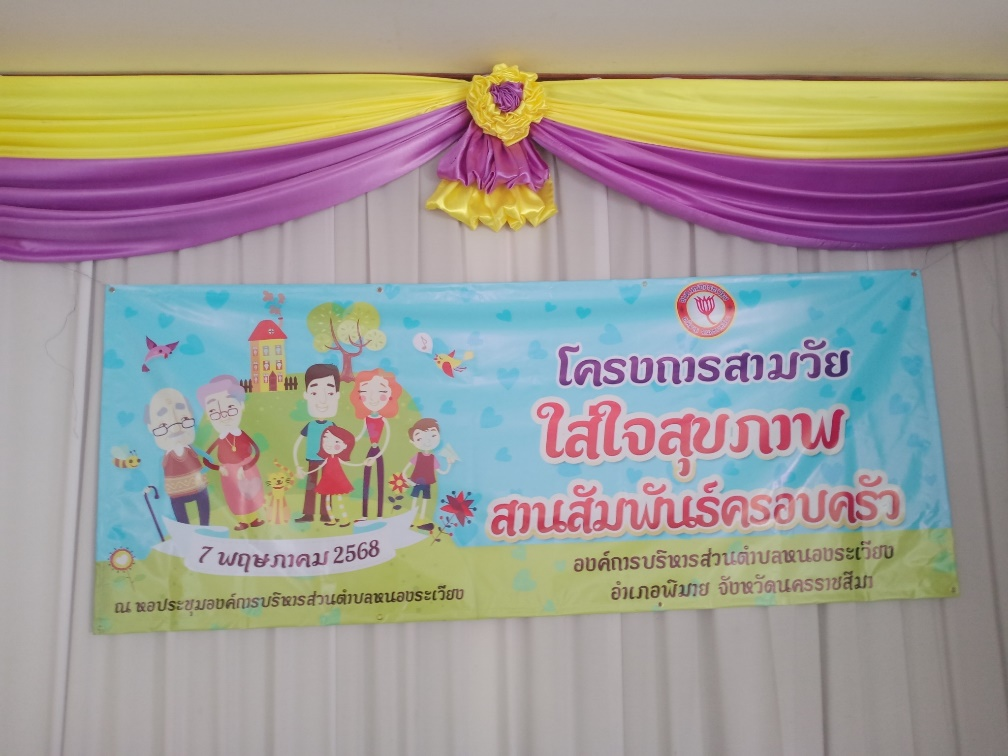 โครงการสามวัย
ใส่ใจสุขภาพ
สานสัมพันธ์ครอบครัว
องค์การบริหารส่วนตำบลหนองระเวียง
อำเภอพิมาย จังหวัดนครราชสีมา
7 พฤษภาคม 2568
ณ หอประชุมองค์การบริหารส่วนตำบลหนองระเวียง